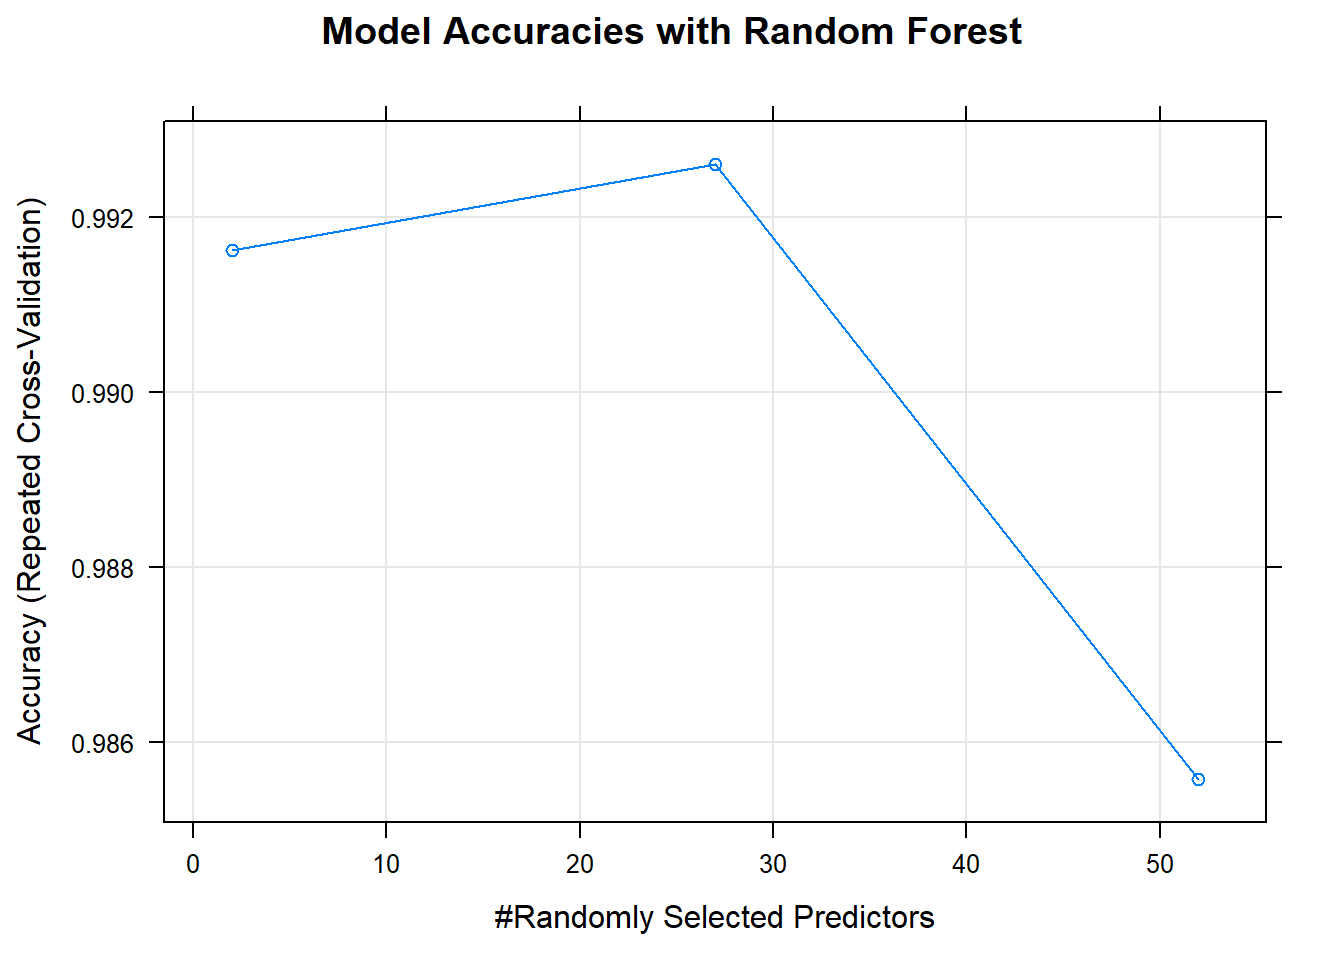 Model Accuracies with Random Forest
Accuracy (Repeated Cross-Validation)
0.992
0.990
0.988
0.986
0 10 20 30 40 50
#Randomly Selected Predictors